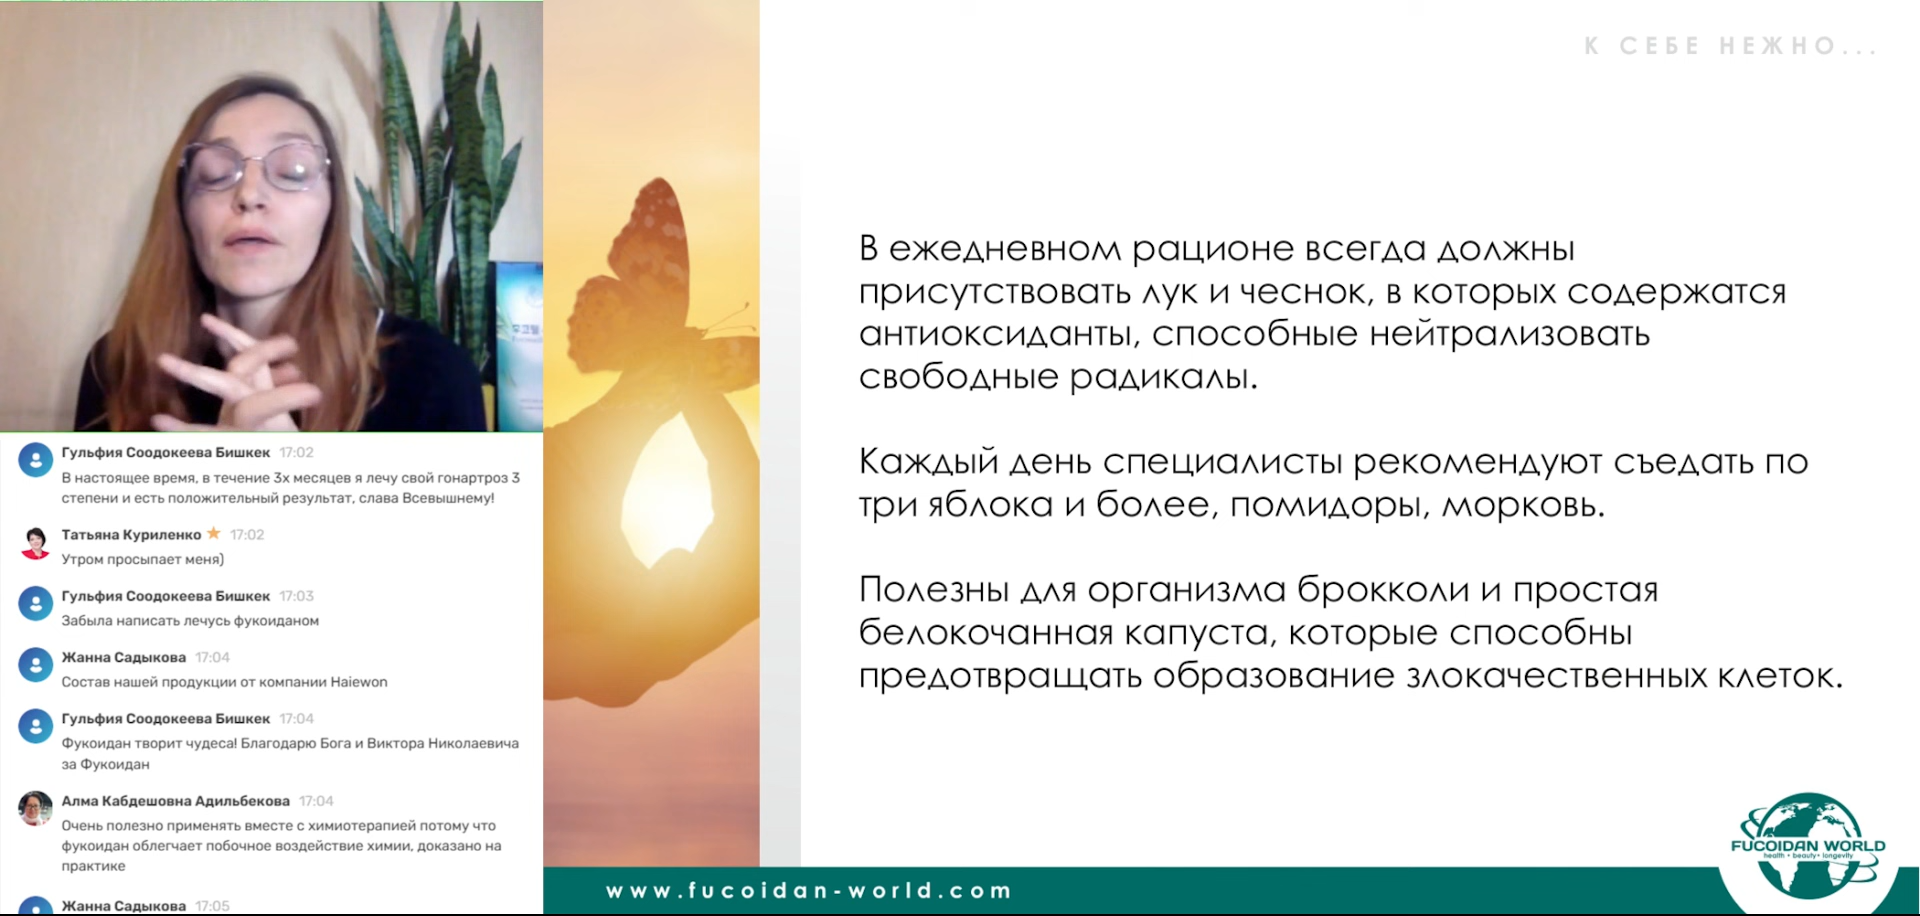 Гульфия Соодокеева Бишкек 17:02
В настоящее время, в течение 3х месяцев я лечу свой гонартроз 3
степени и есть положительный результат, слава Всевышнему!
Татьяна Куриленко 17:02
Утром просыпает меня)
Гульфия Соодокеева Бишкек 17:03
Забыла написать лечусь фукоиданом
Жанна Садыкова 17:04
Состав нашей продукции от компании Haiewon
Гульфия Соодокеева Бишкек 17:04
Фукоидан творит чудеса! Благодарю Бога и Виктора Николаевича
за Фукоидан
Алма Кабдешовна Адильбекова 17:04
Очень полезно применять вместе с химиотерапией потому что
фукоидан облегчает побочное воздействие химии, доказано на
практике
Жанна Садыкова 17:05
К СЕБЕ НЕЖНО...
В ежедневном рационе всегда должны
присутствовать лук и чеснок, в которых содержатся
антиоксиданты, способные нейтрализовать
свободные радикалы.
Каждый день специалисты рекомендуют съедать по
три яблока и более, помидоры, морковь.
Полезны для организма брокколи и простая
белокочанная капуста, которые способны
предотвращать образование злокачественных клеток.
FUCOIDAN WORLD
health • beauty • longevity
www.fucoidan-world.com